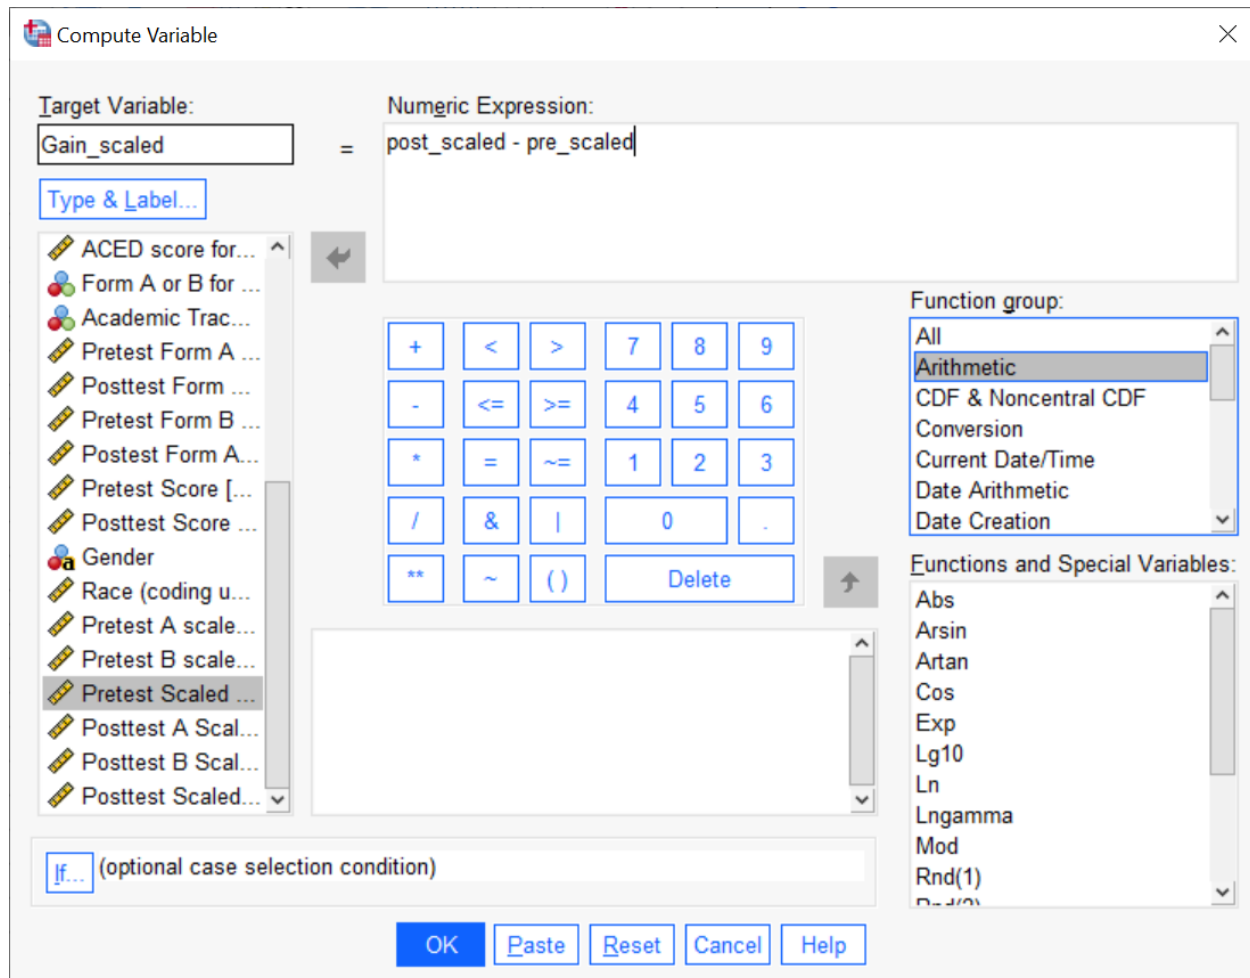 Compute Variable
Target Variable:
Gain_scaled
=
Numeric Expression:
post_scaled - pre_scaled
Type & Label...
ACED score for...
Form A or B for ...
Academic Trac...
Pretest Form A ...
Posttest Form ...
Pretest Form B ...
Postest Form A...
Pretest Score [...
Posttest Score ...
Gender
Race (coding u...
Pretest A scale...
Pretest B scale...
Pretest Scaled ...
Posttest A Scal...
Posttest B Scal...
Posttest Scaled...
+ < > 7 8 9
- <= >= 4 5 6
* = ~= 1 2 3
/ & | 0 .
** ~ ( ) Delete
Function group:
All
Arithmetic
CDF & Noncentral CDF
Conversion
Current Date/Time
Date Arithmetic
Date Creation
Functions and Special Variables:
Abs
Arsin
Artan
Cos
Exp
Lg10
Ln
Lngamma
Mod
Rnd(1)
Rnd(2)
If... (optional case selection condition)
OK Paste Reset Cancel Help